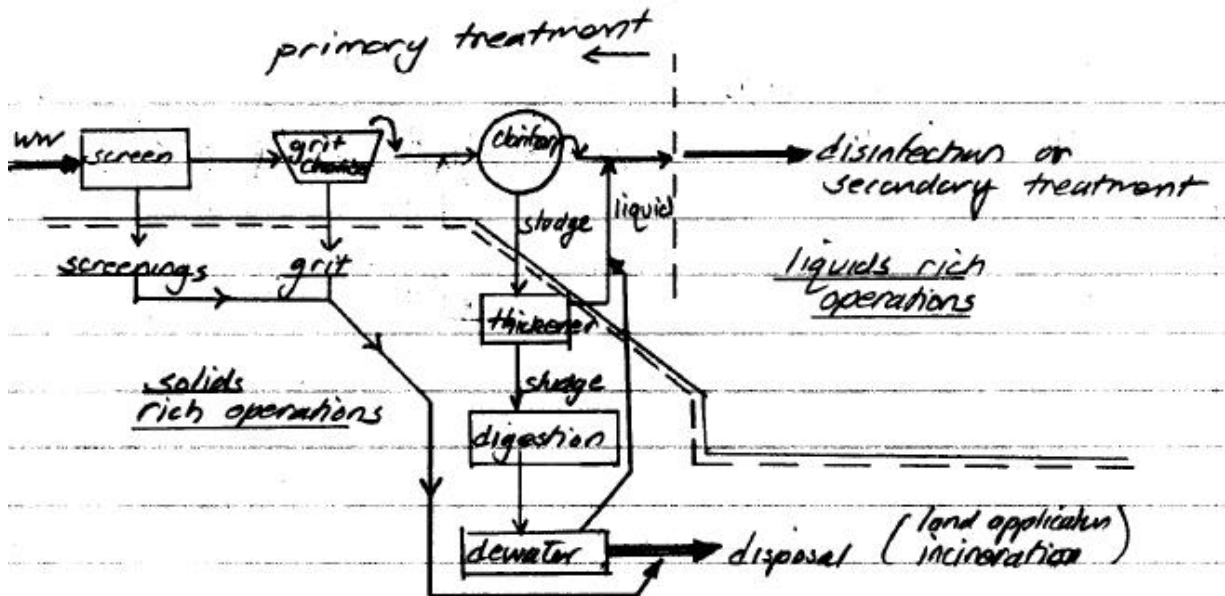 primary treatment
ww
screen
grit
chamber
clarifier
disinfection or
secondary treatment
sludge
liquid
screenings
grit
liquids rich
operations
thickener
solids
rich operations
sludge
digestion
dewater
disposal
(land application
incineration)